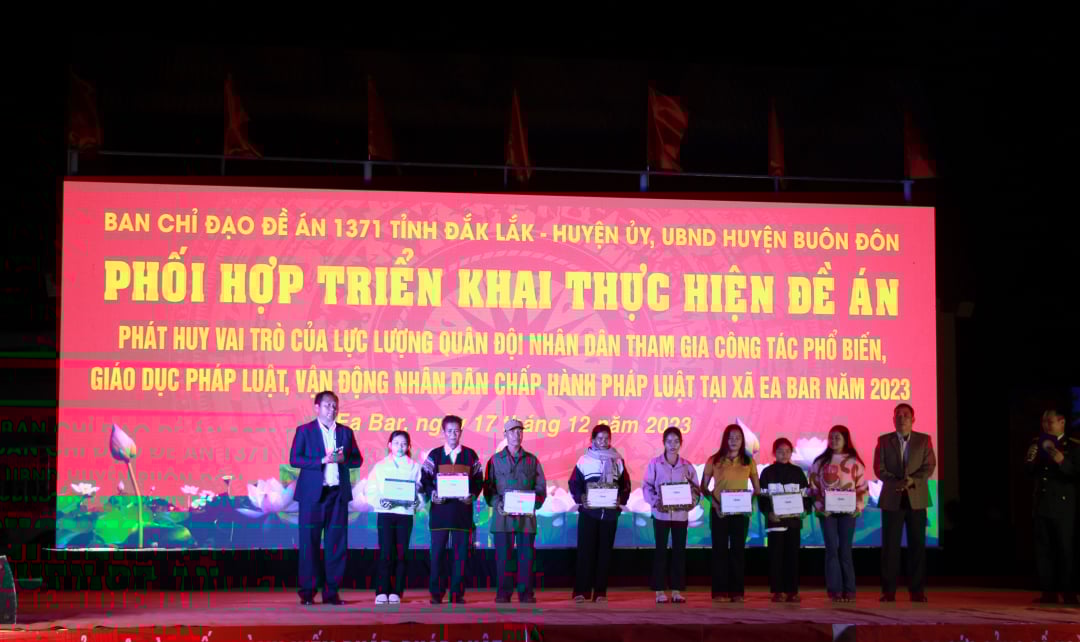 BAN CHỈ ĐẠO ĐỀ ÁN 1371 TỈNH ĐẮK LẮK - HUYỆN ỦY, UBND HUYỆN BUÔN ĐÔN
PHỐI HỢP TRIỂN KHAI THỰC HIỆN ĐỀ ÁN
PHÁT HUY VAI TRÒ CỦA LỰC LƯỢNG QUÂN ĐỘI NHÂN DÂN THAM GIA CÔNG TÁC PHỔ BIẾN,
GIÁO DỤC PHÁP LUẬT, VẬN ĐỘNG NHÂN DÂN CHẤP HÀNH PHÁP LUẬT TẠI XÃ EA BAR NĂM 2023
Ea Bar, ngày 17 tháng 12 năm 2023